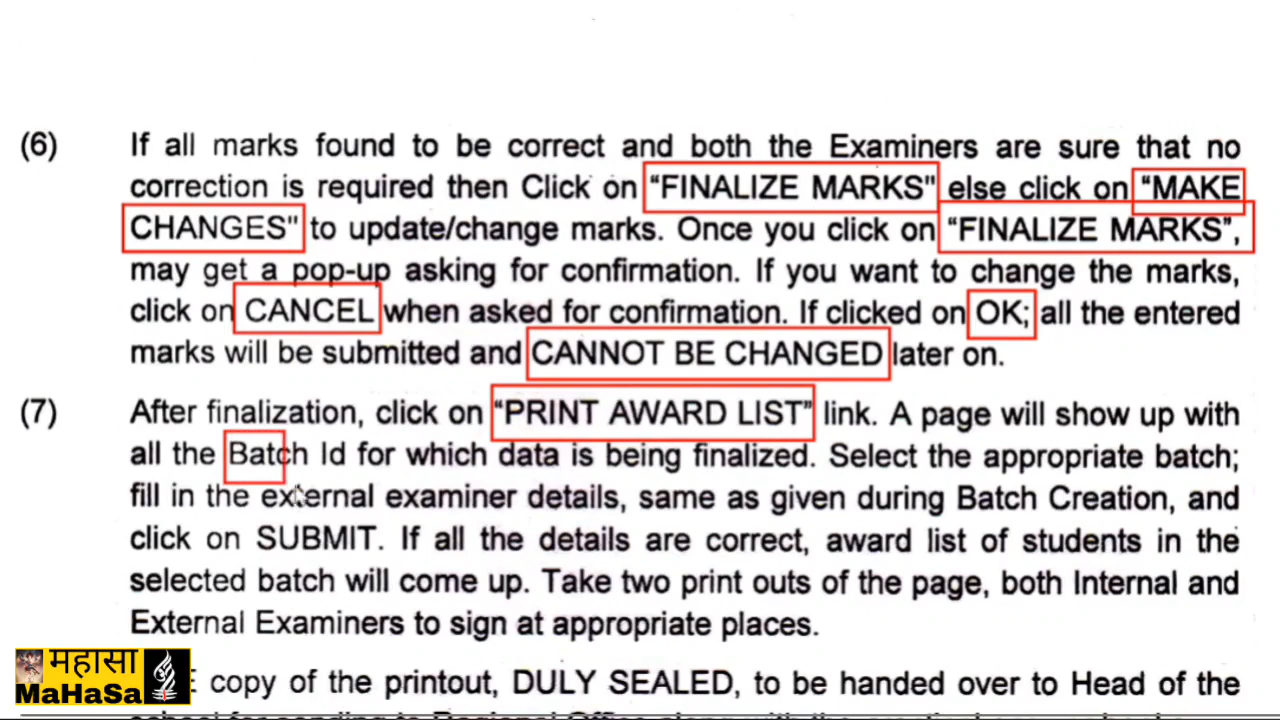 (6) If all marks found to be correct and both the Examiners are sure that no
correction is required then Click on “FINALIZE MARKS” else click on “MAKE
CHANGES” to update/change marks. Once you click on “FINALIZE MARKS”,
may get a pop-up asking for confirmation. If you want to change the marks,
click on CANCEL when asked for confirmation. If clicked on OK; all the entered
marks will be submitted and CANNOT BE CHANGED later on.
(7) After finalization, click on “PRINT AWARD LIST” link. A page will show up with
all the Batch Id for which data is being finalized. Select the appropriate batch;
fill in the external examiner details, same as given during Batch Creation, and
click on SUBMIT. If all the details are correct, award list of students in the
selected batch will come up. Take two print outs of the page, both Internal and
External Examiners to sign at appropriate places.
copy of the printout, DULY SEALED, to be handed over to Head of the
school for sending to Regional Office along with the
महासा
MaHaSa